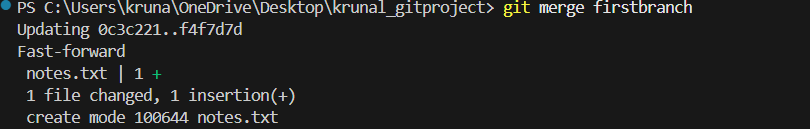 PS C:\Users\kruna\OneDrive\Desktop\krunal_gitproject> git merge firstbranch
Updating 0c3c221..f4f7d7d
Fast-forward
 notes.txt | 1 +
 1 file changed, 1 insertion(+)
 create mode 100644 notes.txt